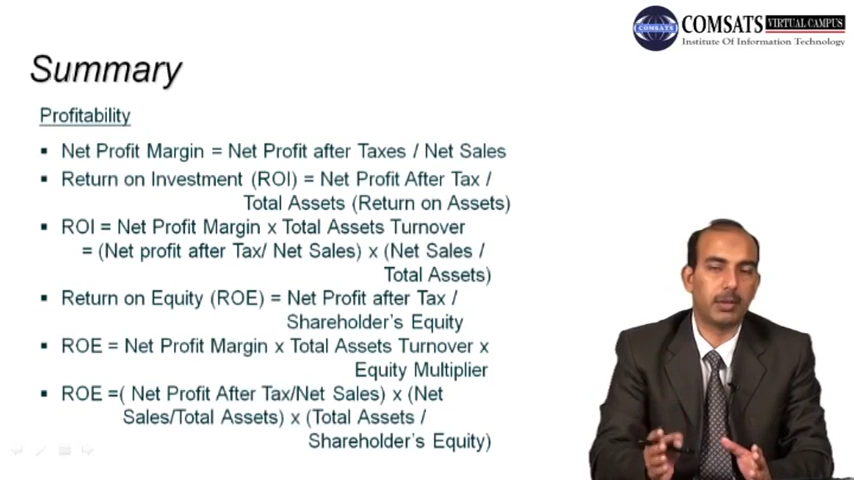 COMSATS VIRTUAL CAMPUS
COMSATS
Institute Of Information Technology
Summary
Profitability
▪ Net Profit Margin = Net Profit after Taxes / Net Sales
▪ Return on Investment (ROI) = Net Profit After Tax /
Total Assets (Return on Assets)
▪ ROI = Net Profit Margin x Total Assets Turnover
= (Net profit after Tax/ Net Sales) x (Net Sales /
Total Assets)
▪ Return on Equity (ROE) = Net Profit after Tax /
Shareholder's Equity
▪ ROE = Net Profit Margin x Total Assets Turnover x
Equity Multiplier
▪ ROE =( Net Profit After Tax/Net Sales) x (Net
Sales/Total Assets) x (Total Assets /
Shareholder's Equity)